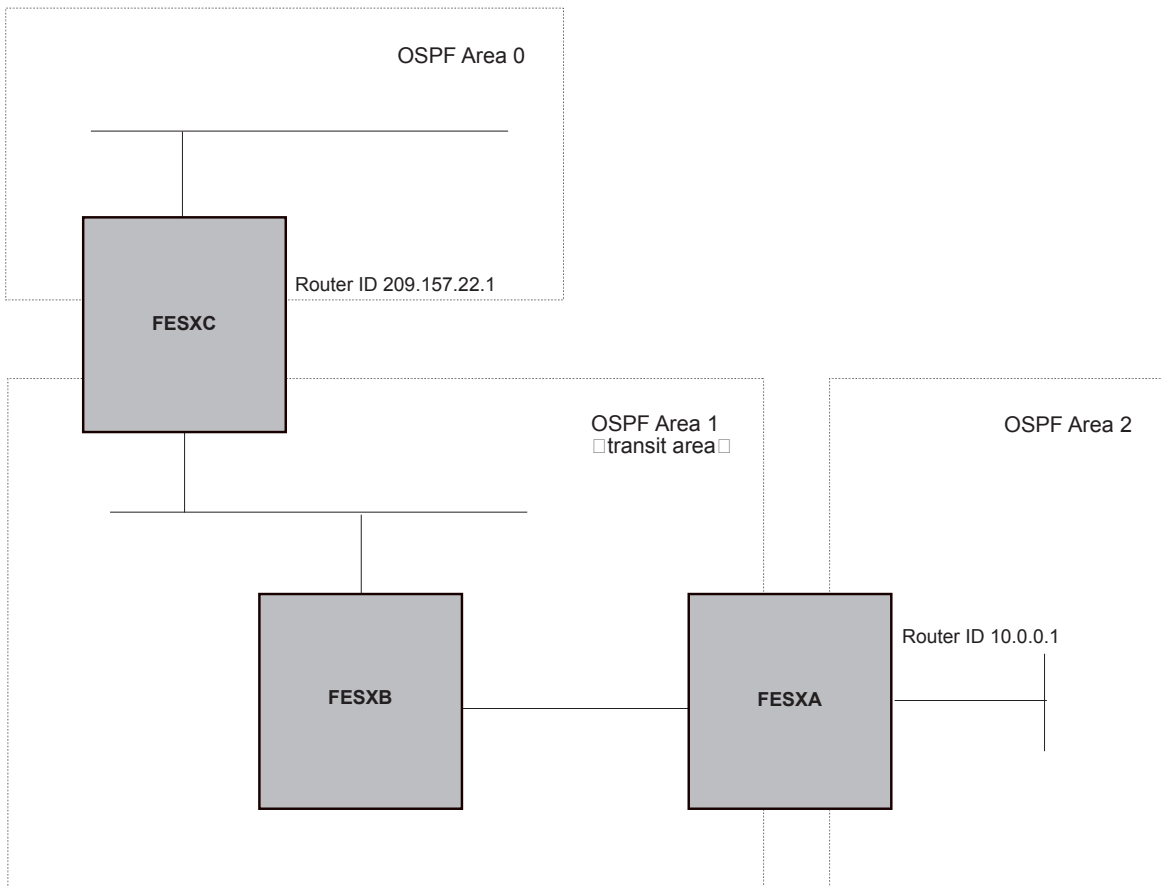 OSPF Area 0
Router ID 209.157.22.1
FESXC
OSPF Area 1
□transit area□
OSPF Area 2
Router ID 10.0.0.1
FESXB
FESXA